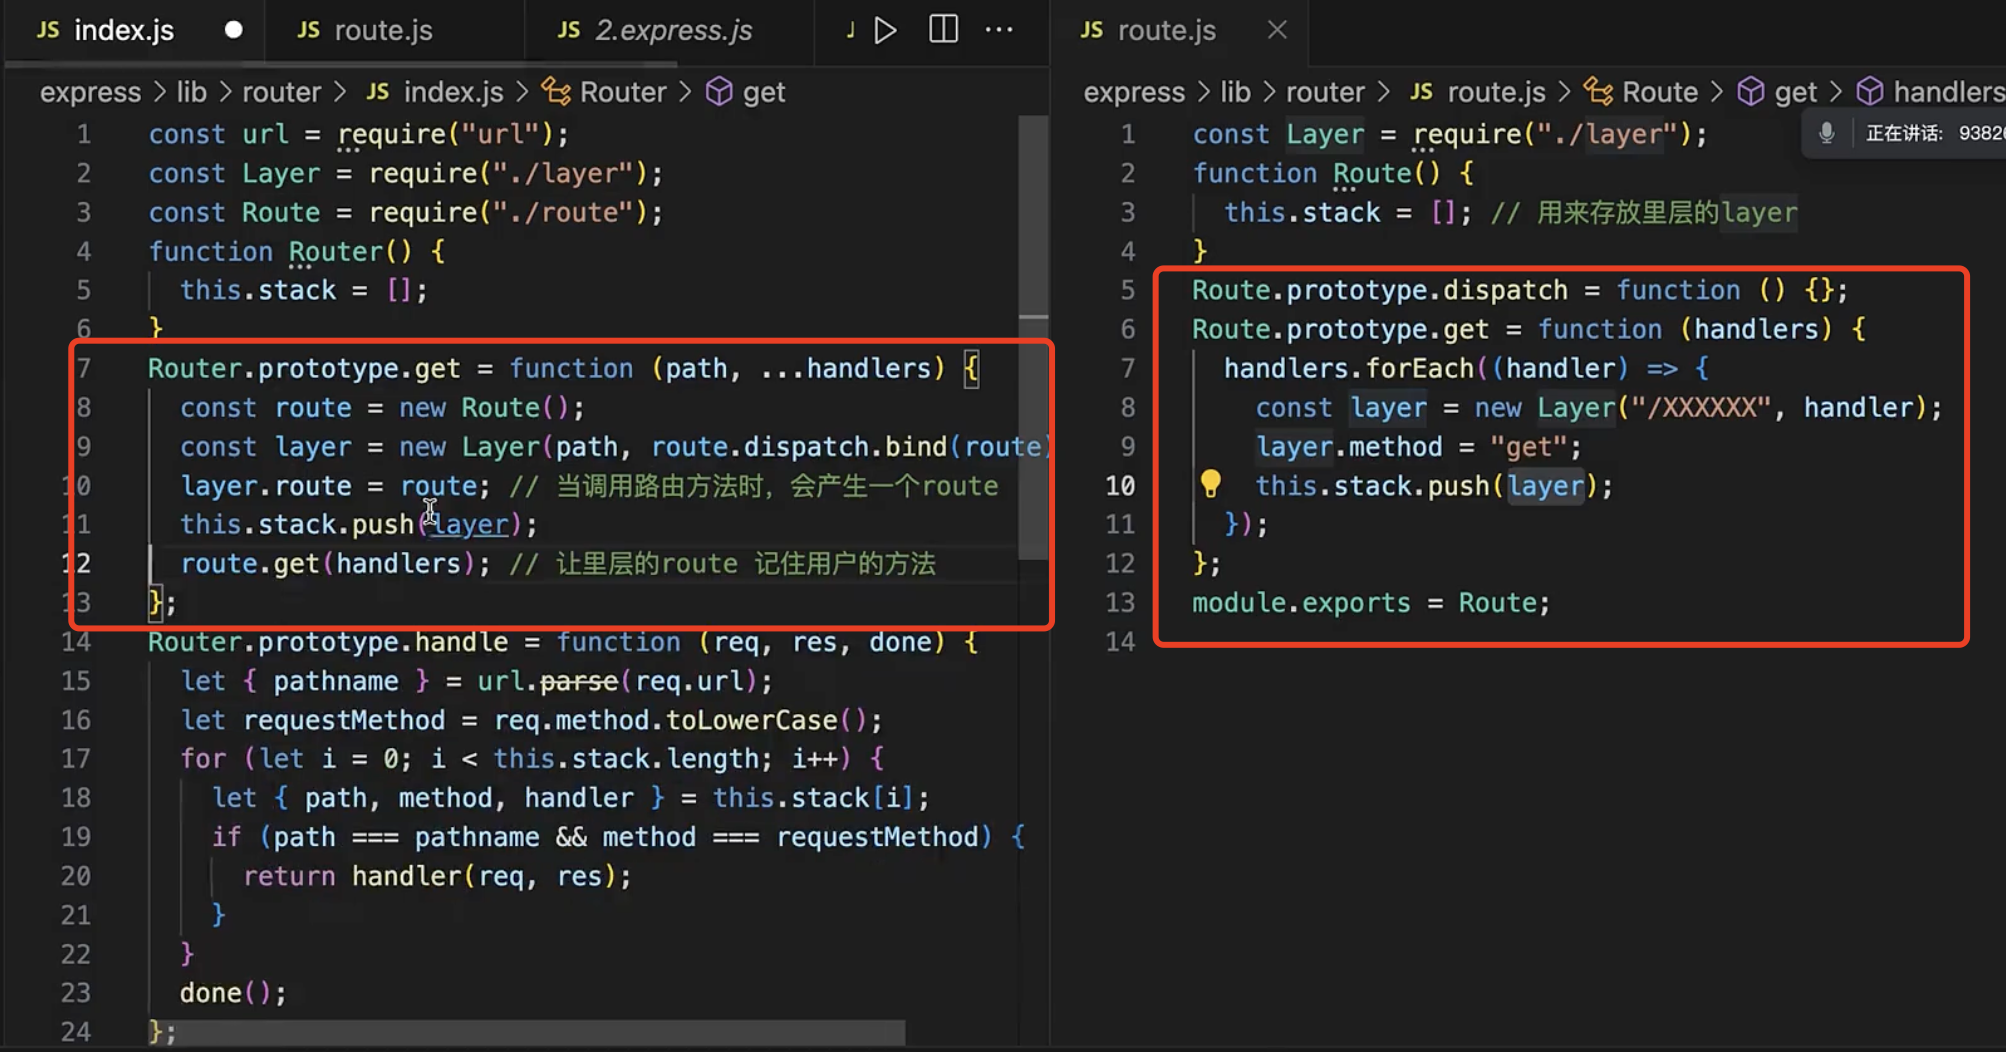 JS index.js
JS route.js
JS 2.express.js
J
JS route.js
express > lib > router > JS index.js > Router > get
1 const url = require("url");
2 const Layer = require("./layer");
3 const Route = require("./route");
4 function Router() {
5 this.stack = [];
6 }
7 Router.prototype.get = function (path, ...handlers) {
8 const route = new Route();
9 const layer = new Layer(path, route.dispatch.bind(route)
10 layer.route = route; // 当调用路由方法时，会产生一个route
11 this.stack.push(layer);
12 route.get(handlers); // 让里层的route 记住用户的方法
13 };
14 Router.prototype.handle = function (req, res, done) {
15 let { pathname } = url.parse(req.url);
16 let requestMethod = req.method.toLowerCase();
17 for (let i = 0; i < this.stack.length; i++) {
18 let { path, method, handler } = this.stack[i];
19 if (path === pathname && method === requestMethod) {
20 return handler(req, res);
21 }
22 }
23 done();
24 };
express > lib > router > JS route.js > Route > get > handlers
正在讲话: 9382
1 const Layer = require("./layer");
2 function Route() {
3 this.stack = []; // 用来存放里层的layer
4 }
5 Route.prototype.dispatch = function () {};
6 Route.prototype.get = function (handlers) {
7 handlers.forEach((handler) => {
8 const layer = new Layer("/XXXXXX", handler);
9 layer.method = "get";
10 this.stack.push(layer);
11 });
12 };
13 module.exports = Route;
14